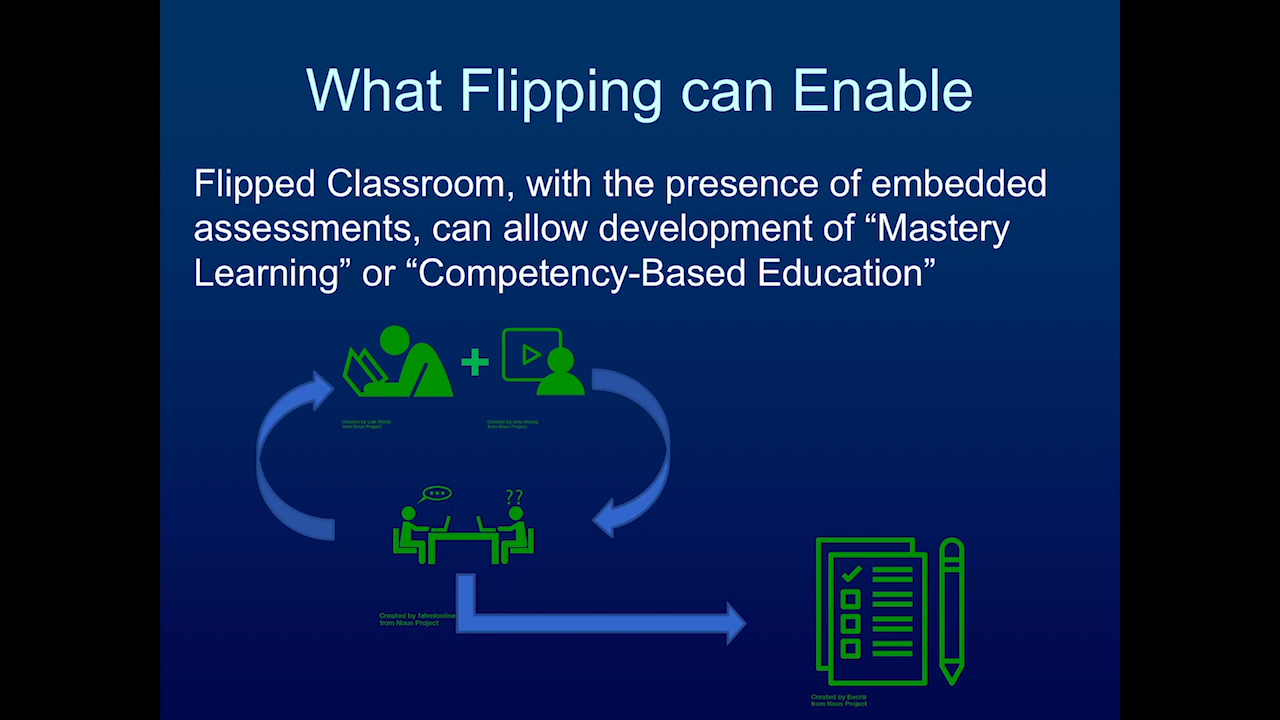 What Flipping can Enable
Flipped Classroom, with the presence of embedded
assessments, can allow development of “Mastery
Learning” or “Competency-Based Education”
??
from Noun Project
from Noun Project
Created by fahmionline
from Noun Project
Created by Becris
from Noun Project